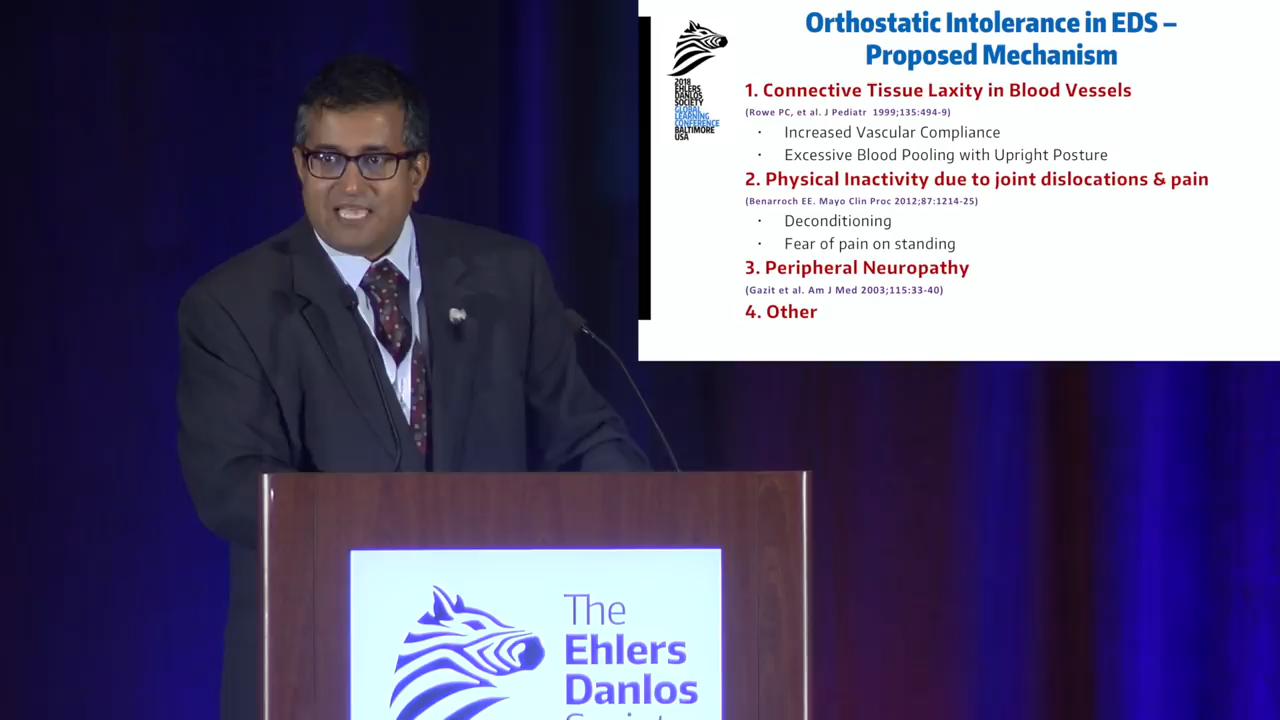 Orthostatic Intolerance in EDS –
Proposed Mechanism
2018
EHLERS
DANLOS
SOCIETY
GLOBAL
LEARNING
CONFERENCE
BALTIMORE
USA
1. Connective Tissue Laxity in Blood Vessels
(Rowe PC, et al. J Pediatr 1999;135:494-9)
· Increased Vascular Compliance
· Excessive Blood Pooling with Upright Posture
2. Physical Inactivity due to joint dislocations & pain
(Benarroch EE. Mayo Clin Proc 2012;87:1214-25)
· Deconditioning
· Fear of pain on standing
3. Peripheral Neuropathy
(Gazit et al. Am J Med 2003;115:33-40)
4. Other
The
Ehlers
Danlos